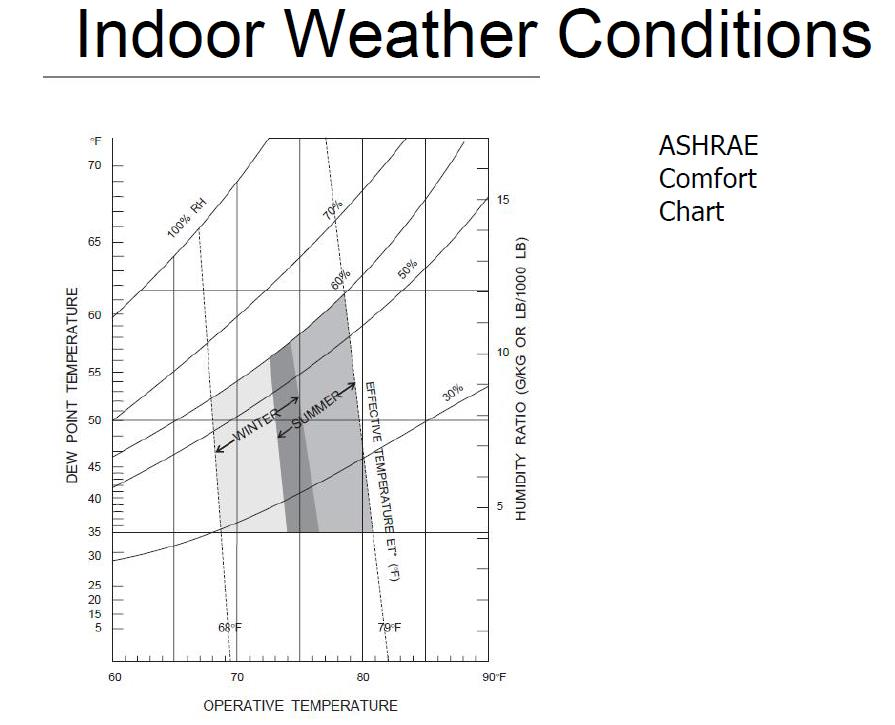 Indoor Weather Conditions
ASHRAE
Comfort
Chart
°F
70
65
60
55
50
45
40
35
30
25
20
15
5
DEW POINT TEMPERATURE
100% RH
70%
60%
50%
30%
WINTER
SUMMER
EFFECTIVE TEMPERATURE ET* (°F)
68°F
79°F
15
10
5
HUMIDITY RATIO (G/KG OR LB/1000 LB)
60
70
80
90°F
OPERATIVE TEMPERATURE